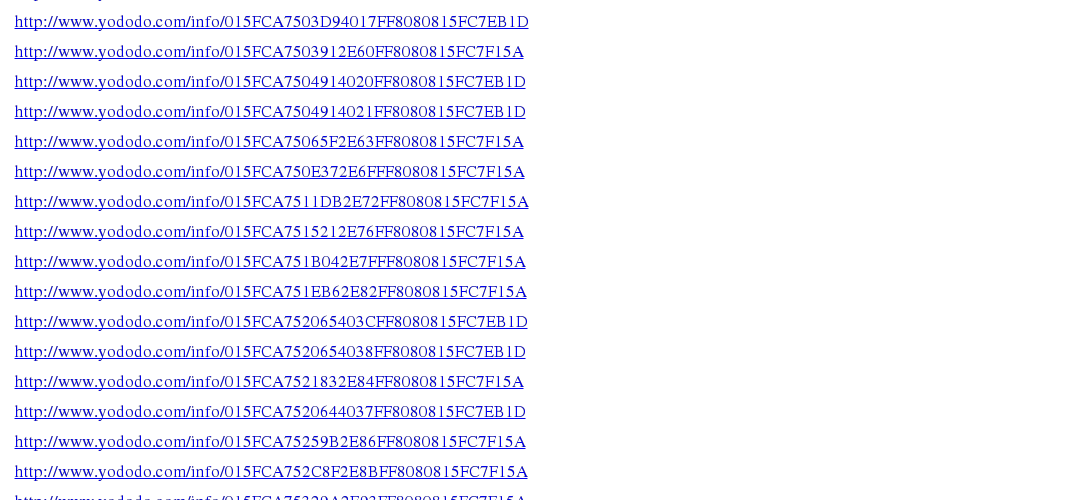 http://www.yododo.com/info/015FCA7503D94017FF8080815FC7EB1D
http://www.yododo.com/info/015FCA7503912E60FF8080815FC7F15A
http://www.yododo.com/info/015FCA7504914020FF8080815FC7EB1D
http://www.yododo.com/info/015FCA7504914021FF8080815FC7EB1D
http://www.yododo.com/info/015FCA75065F2E63FF8080815FC7F15A
http://www.yododo.com/info/015FCA750E372E6FFF8080815FC7F15A
http://www.yododo.com/info/015FCA7511DB2E72FF8080815FC7F15A
http://www.yododo.com/info/015FCA7515212E76FF8080815FC7F15A
http://www.yododo.com/info/015FCA751B042E7FFF8080815FC7F15A
http://www.yododo.com/info/015FCA751EB62E82FF8080815FC7F15A
http://www.yododo.com/info/015FCA752065403CFF8080815FC7EB1D
http://www.yododo.com/info/015FCA7520654038FF8080815FC7EB1D
http://www.yododo.com/info/015FCA7521832E84FF8080815FC7F15A
http://www.yododo.com/info/015FCA7520644037FF8080815FC7EB1D
http://www.yododo.com/info/015FCA75259B2E86FF8080815FC7F15A
http://www.yododo.com/info/015FCA752C8F2E8BFF8080815FC7F15A